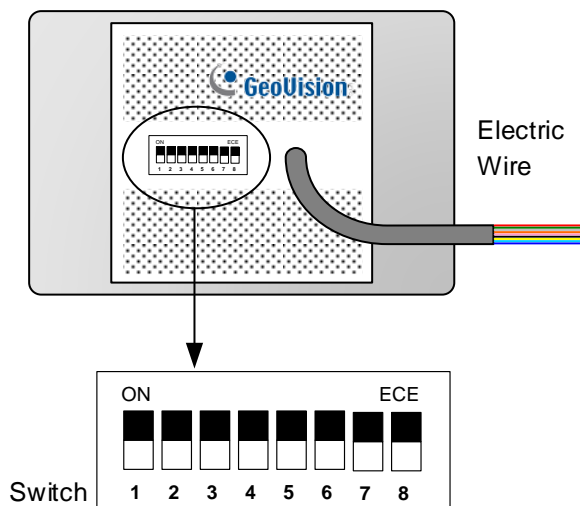 GeoVision
ON ECE
1 2 3 4 5 6 7 8
Electric
Wire
ON ECE
Switch 1 2 3 4 5 6 7 8